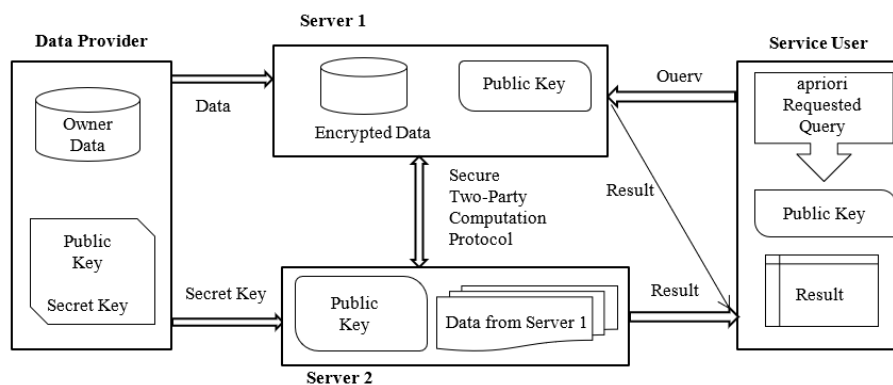 Server 1
Data Provider
Service User
Owner
Data
Public
Key
Secret Key
Data
Secret Key
Encrypted Data
Public Key
Secure
Two-Party
Computation
Protocol
Public
Key
Data from Server 1
Server 2
Ouerv
Result
Result
apriori
Requested
Query
Public Key
Result